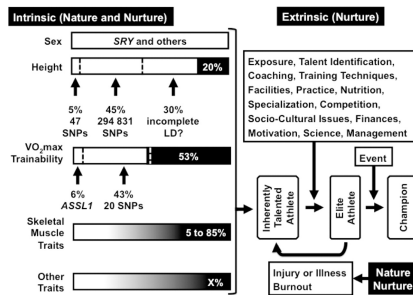 Intrinsic (Nature and Nurture)
Extrinsic (Nurture)
Sex
SRY and others
Height
20%
5%
47
SNPs
45%
294 831
SNPs
30%
incomplete
LD?
VO2max
Trainability
53%
6%
ASSL1
43%
20 SNPs
Skeletal
Muscle
Traits
5 to 85%
Other
Traits
X%
Exposure, Talent Identification,
Coaching, Training Techniques,
Facilities, Practice, Nutrition,
Specialization, Competition,
Socio-Cultural Issues, Finances,
Motivation, Science, Management
Event
Inherently
Talented
Athlete
Elite
Athlete
Champion
Injury or Illness
Burnout
Nature
Nurture